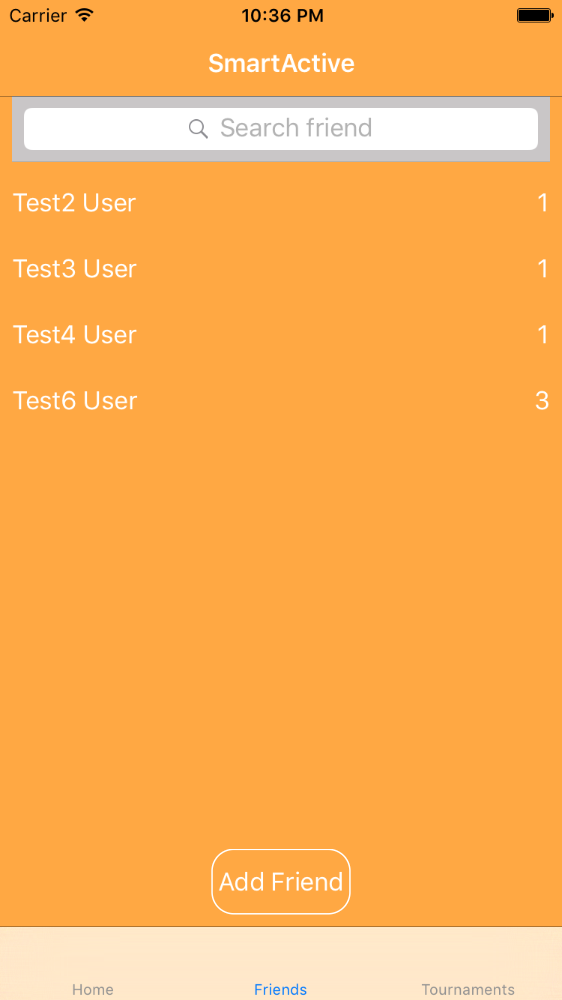 Carrier 10:36 PM
SmartActive
Search friend
Test2 User 1
Test3 User 1
Test4 User 1
Test6 User 3
Add Friend
Home Friends Tournaments